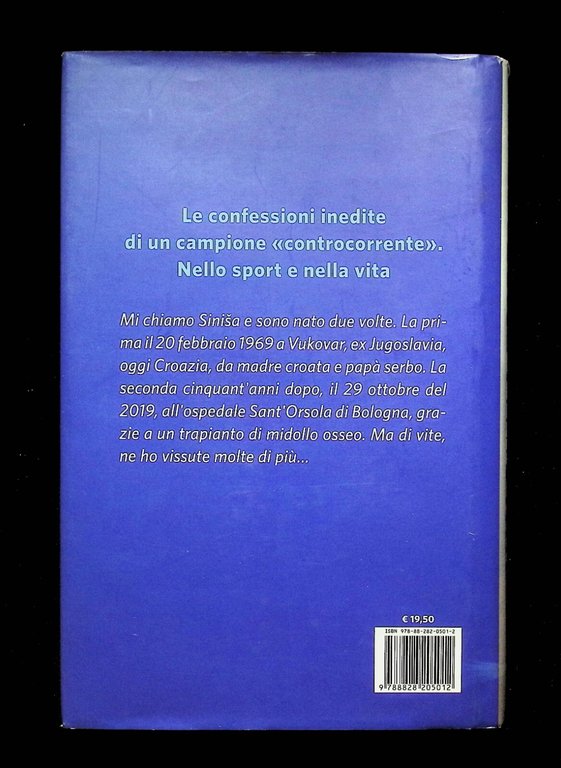 Le confessioni inedite
di un campione «controcorrente».
Nello sport e nella vita
Mi chiamo Siniša e sono nato due volte. La pri-
ma il 20 febbraio 1969 a Vukovar, ex Jugoslavia,
oggi Croazia, da madre croata e papà serbo. La
seconda cinquant'anni dopo, il 29 ottobre del
2019, all'ospedale Sant'Orsola di Bologna, gra-
zie a un trapianto di midollo osseo. Ma di vite,
ne ho vissute molte di più...
€ 19,50
ISBN 978-88-282-0501-2
9 788828 205012